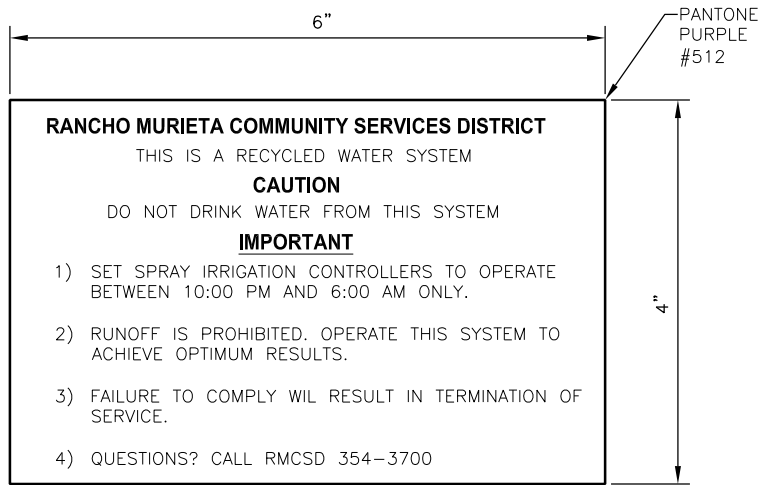 6”
PANTONE
PURPLE
#512
RANCHO MURIETA COMMUNITY SERVICES DISTRICT
THIS IS A RECYCLED WATER SYSTEM
CAUTION
DO NOT DRINK WATER FROM THIS SYSTEM
IMPORTANT
1) SET SPRAY IRRIGATION CONTROLLERS TO OPERATE
BETWEEN 10:00 PM AND 6:00 AM ONLY.
2) RUNOFF IS PROHIBITED. OPERATE THIS SYSTEM TO
ACHIEVE OPTIMUM RESULTS.
3) FAILURE TO COMPLY WIL RESULT IN TERMINATION OF
SERVICE.
4) QUESTIONS? CALL RMCSD 354-3700
4”